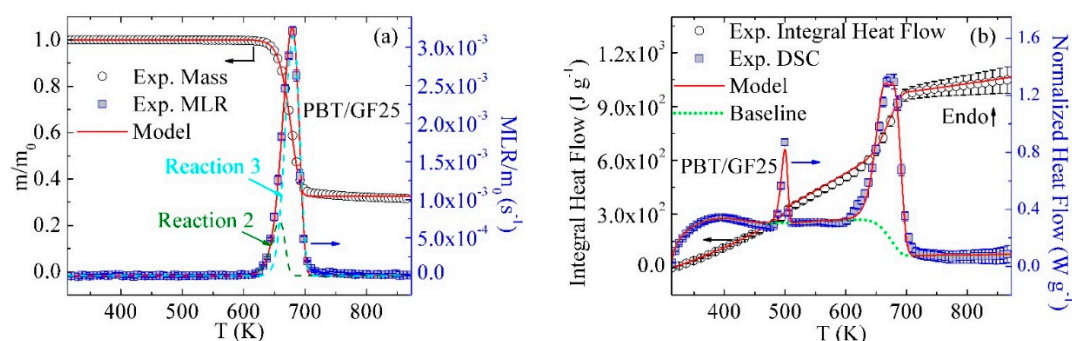 (a)
1.0
0.8
0.6
0.4
0.2
0.0
m/m₀
Exp. Mass
Exp. MLR
Model
PBT/GF25
Reaction 3
Reaction 2
3.0x10⁻³
3.0x10⁻³
2.0x10⁻³
1.0x10⁻³
1.0x10⁻³
5.0x10⁻⁴
0.0
MLR/m₀ (s⁻¹)
400 500 600 700 800
T (K)
(b)
1.2x10³
9.0x10²
6.0x10²
3.0x10²
0.0
Integral Heat Flow (J g⁻¹)
Exp. Integral Heat Flow
Exp. DSC
Model
Baseline
Endo↑
PBT/GF25
1.6
1.2
0.8
0.4
0.0
Normalized Heat Flow (W g⁻¹)
400 500 600 700 800
T (K)